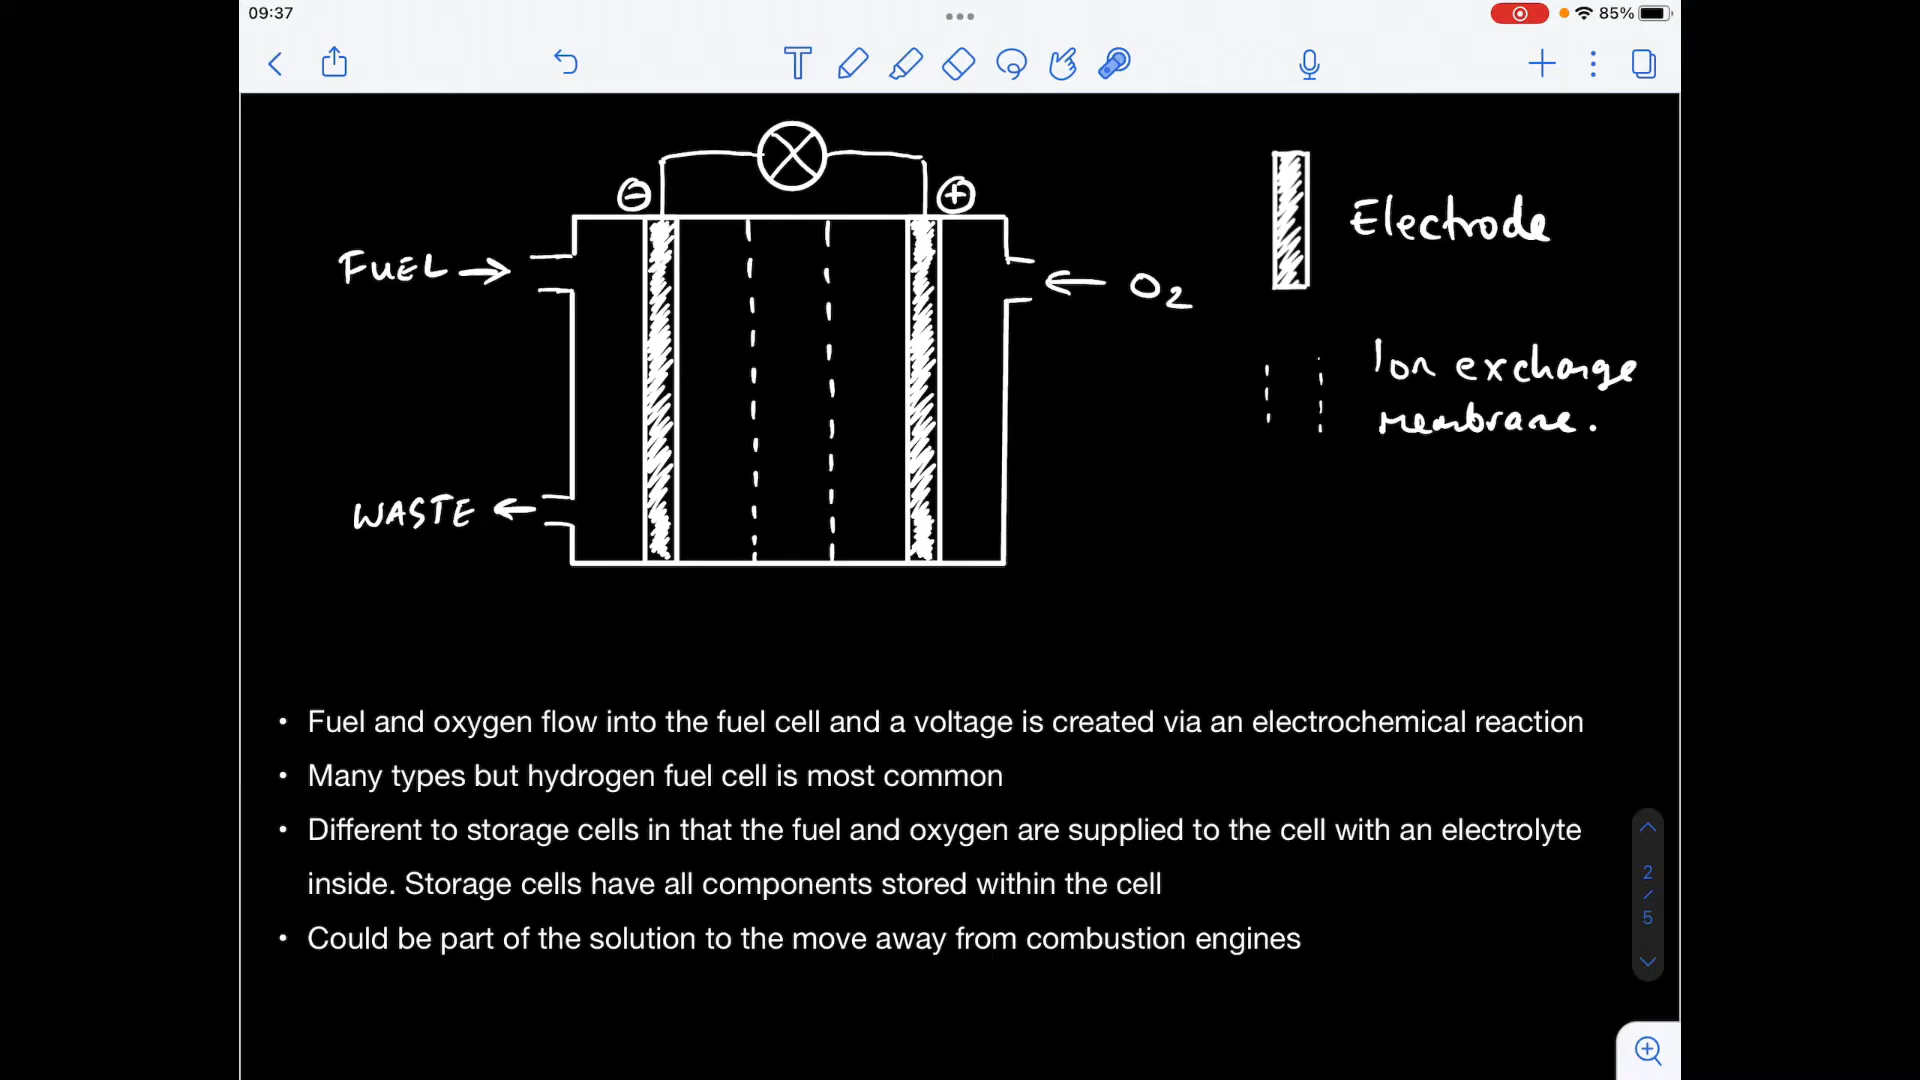 09:37
85%
⊖
⊕
FUEL →
← O₂
Electrode
Ion exchange
membrane.
WASTE ←
• Fuel and oxygen flow into the fuel cell and a voltage is created via an electrochemical reaction
• Many types but hydrogen fuel cell is most common
• Different to storage cells in that the fuel and oxygen are supplied to the cell with an electrolyte
inside. Storage cells have all components stored within the cell
• Could be part of the solution to the move away from combustion engines
2
/
5